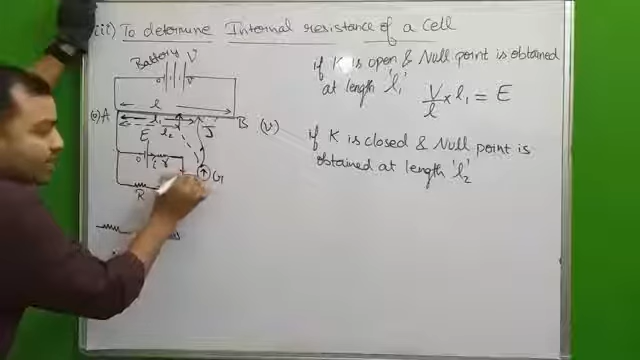 iii) To determine Internal resistance of a Cell
Battery V
l
(0) A
l₁
l₂
J
B (V)
E
r
G
R
if K is open & Null point is obtained
at length 'l₁'
V/l × l₁ = E
if K is closed & Null point is
obtained at length 'l₂'